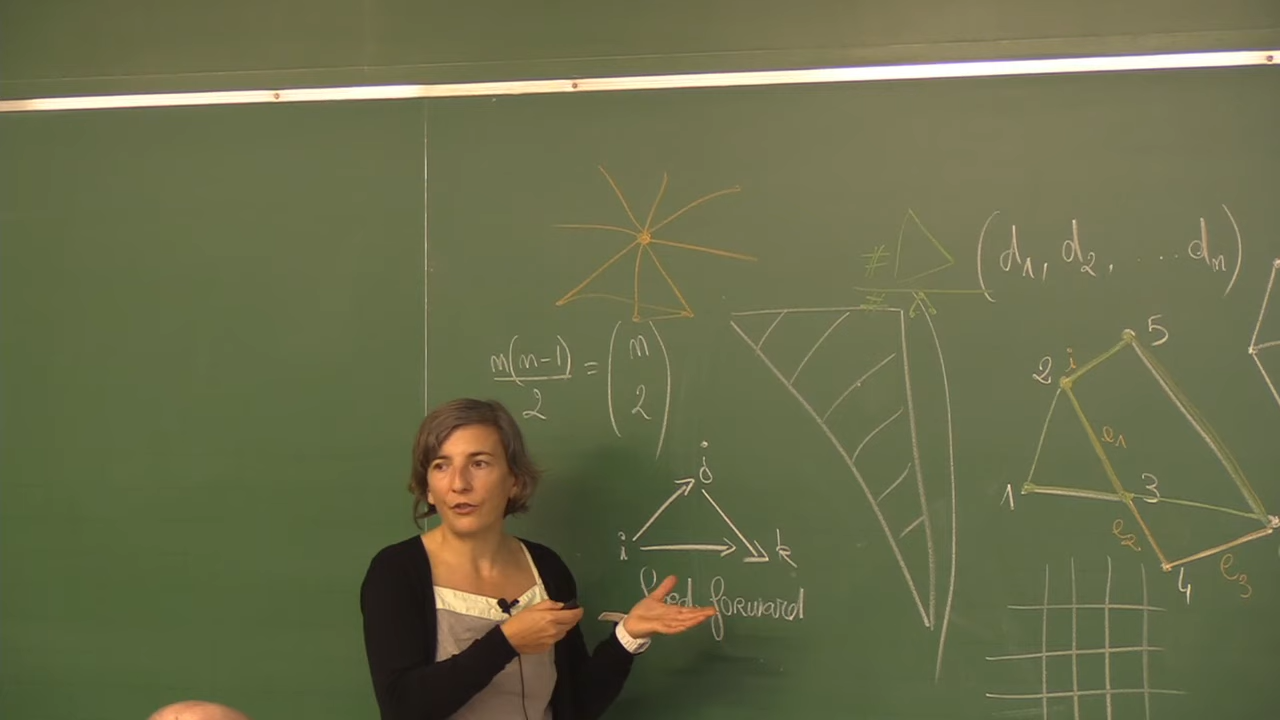 # △ / # ∧
(d1, d2, ... dn)
n(n-1)/2 = (n 2)
i j k
feed forward
1 2 3 4 5
i
e1
e2
e3